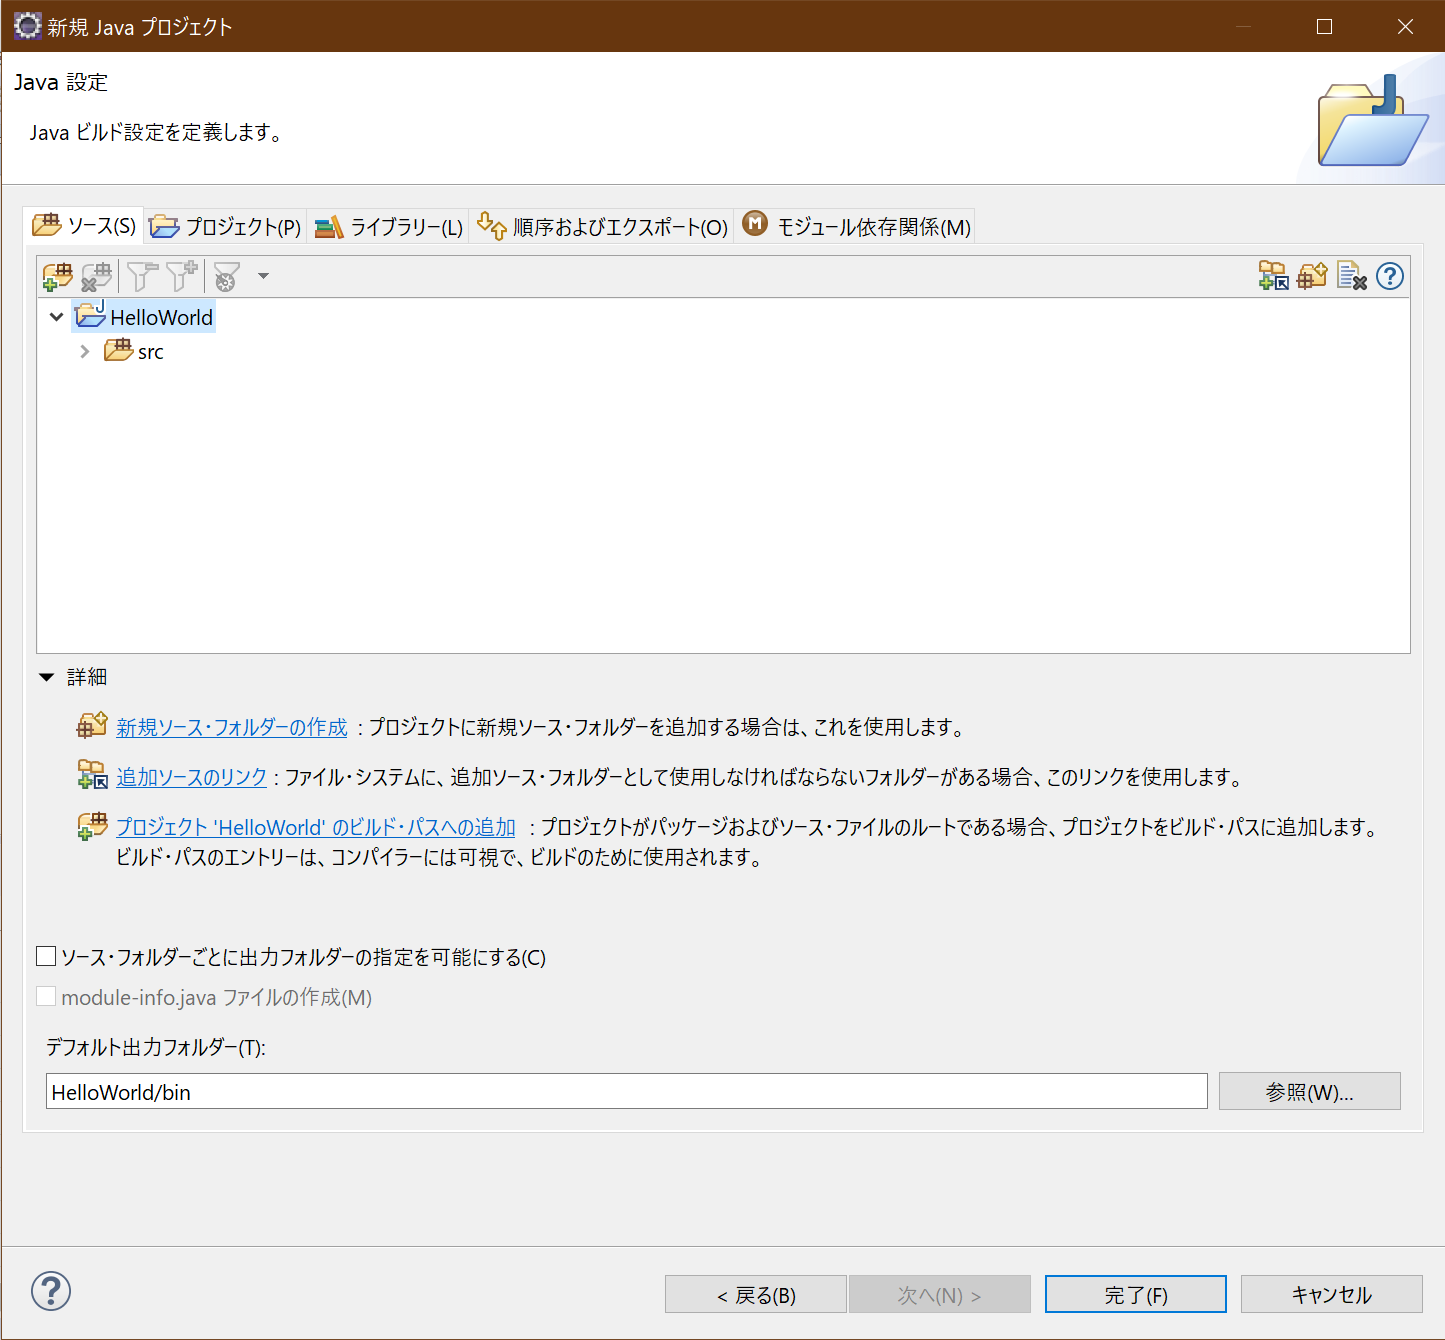 新規 Java プロジェクト
Java 設定
Java ビルド設定を定義します。
ソース(S) プロジェクト(P) ライブラリー(L) 順序およびエクスポート(O) M モジュール依存関係(M)
HelloWorld
src
詳細
新規ソース・フォルダーの作成 : プロジェクトに新規ソース・フォルダーを追加する場合は、これを使用します。
追加ソースのリンク : ファイル・システムに、追加ソース・フォルダーとして使用しなければならないフォルダーがある場合、このリンクを使用します。
プロジェクト 'HelloWorld' のビルド・パスへの追加 : プロジェクトがパッケージおよびソース・ファイルのルートである場合、プロジェクトをビルド・パスに追加します。
ビルド・パスのエントリーは、コンパイラーには可視で、ビルドのために使用されます。
ソース・フォルダーごとに出力フォルダーの指定を可能にする(C)
module-info.java ファイルの作成(M)
デフォルト出力フォルダー(T):
HelloWorld/bin 参照(W)...
? < 戻る(B) 次へ(N) > 完了(F) キャンセル